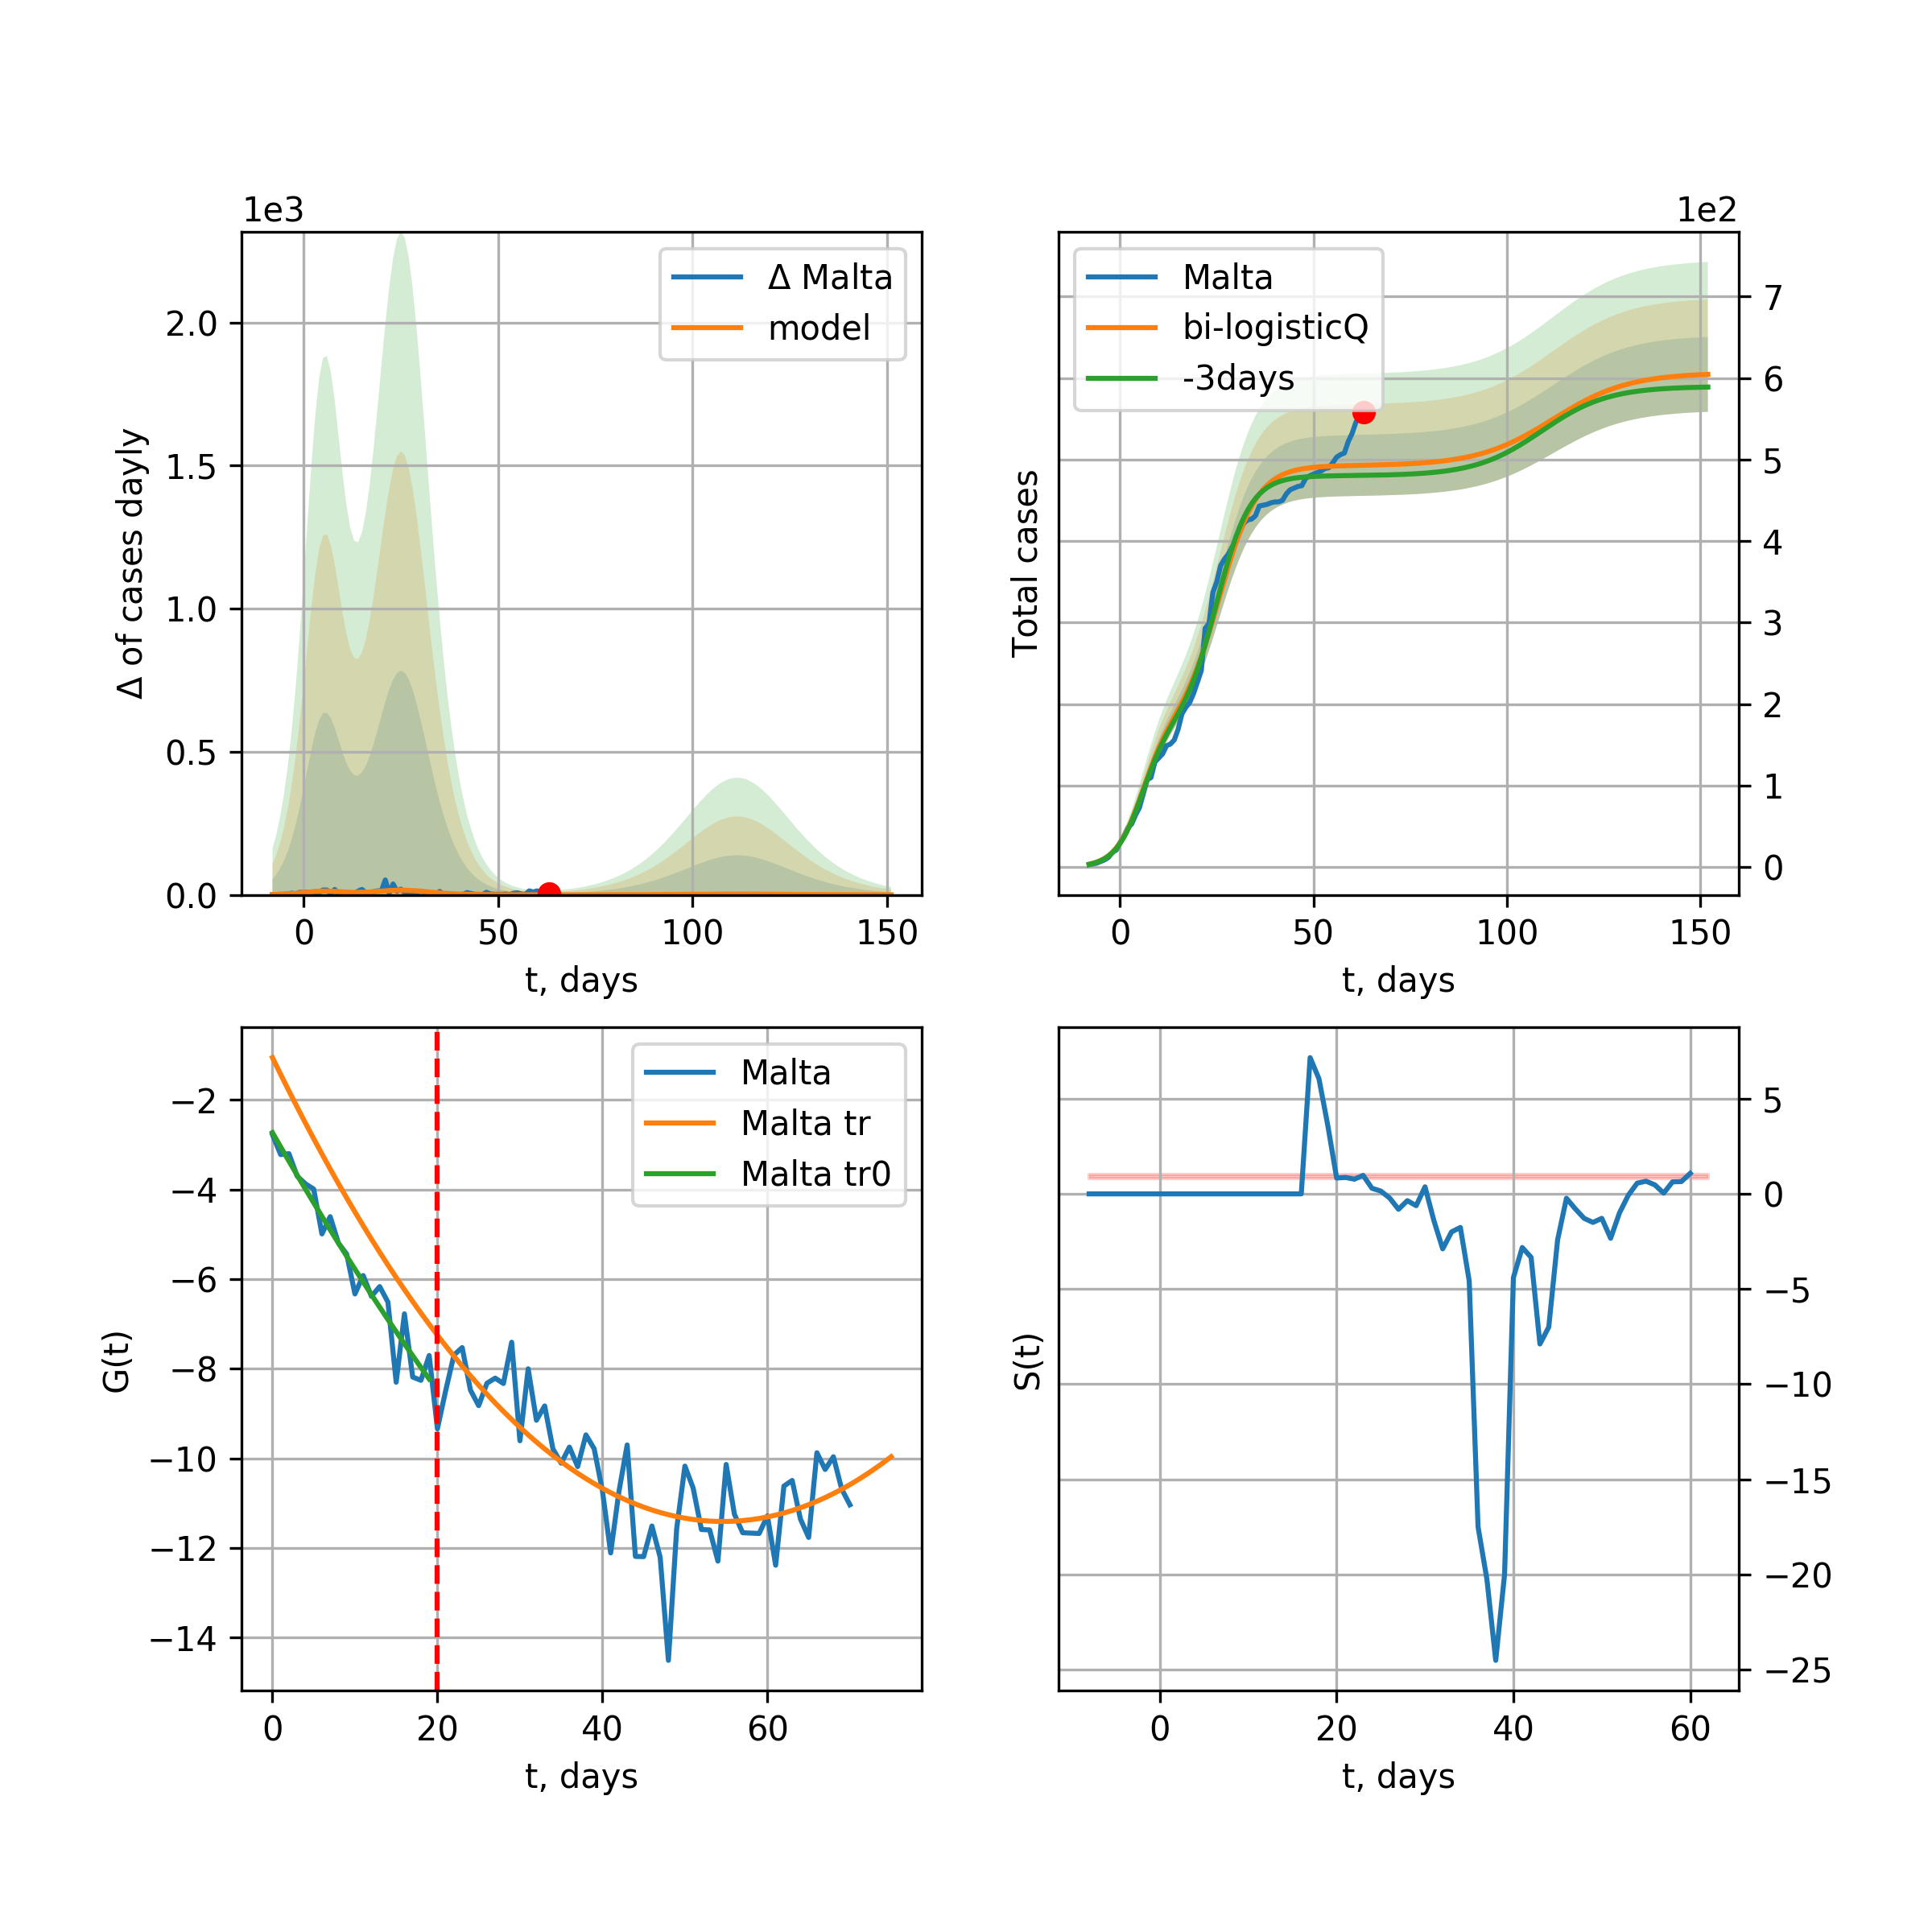 1e3
Δ of cases dayly
2.0
1.5
1.0
0.5
0.0
0 50 100 150
t, days
Δ Malta
model
1e2
Total cases
7
6
5
4
3
2
1
0
0 50 100 150
t, days
Malta
bi-logisticQ
-3days
G(t)
−2
−4
−6
−8
−10
−12
−14
0 20 40 60
t, days
Malta
Malta tr
Malta tr0
S(t)
5
0
−5
−10
−15
−20
−25
0 20 40 60
t, days